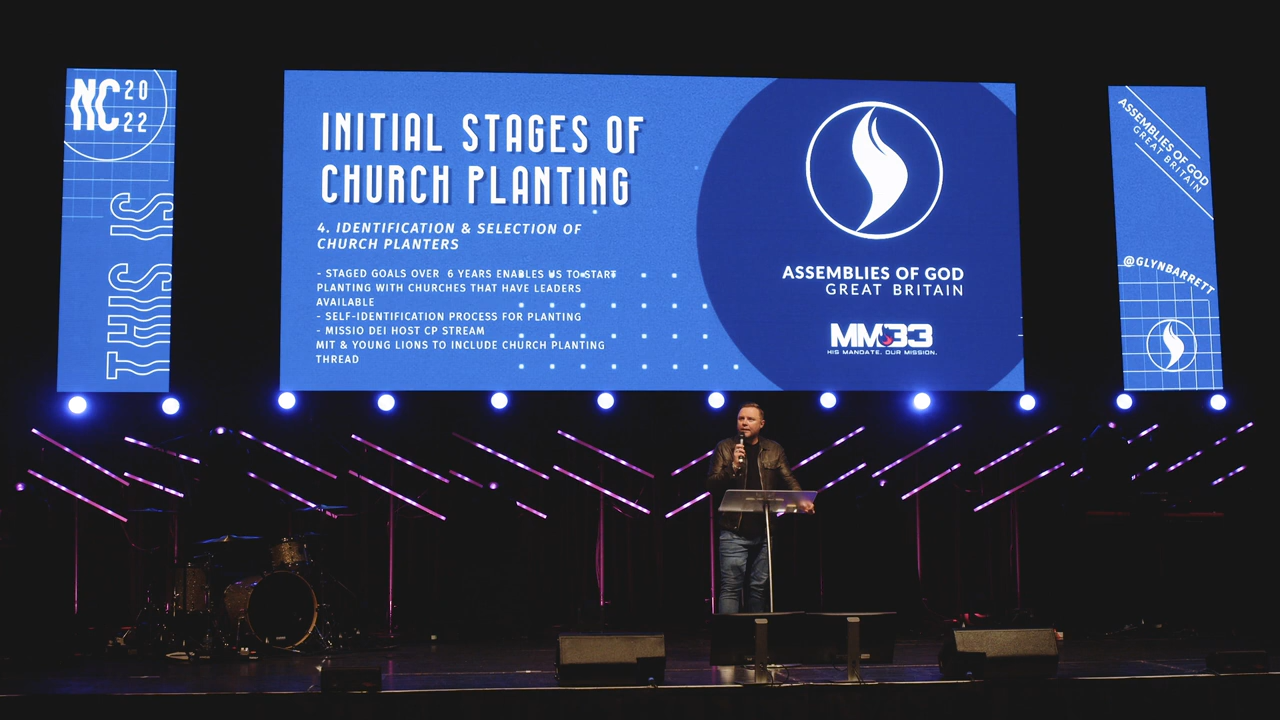 NC 20
22
THIS IS
INITIAL STAGES OF
CHURCH PLANTING
4. IDENTIFICATION & SELECTION OF
CHURCH PLANTERS
- STAGED GOALS OVER 6 YEARS ENABLES US TO START
PLANTING WITH CHURCHES THAT HAVE LEADERS
AVAILABLE
- SELF-IDENTIFICATION PROCESS FOR PLANTING
- MISSIO DEI HOST CP STREAM
MIT & YOUNG LIONS TO INCLUDE CHURCH PLANTING
THREAD
ASSEMBLIES OF GOD
GREAT BRITAIN
MM33
HIS MANDATE. OUR MISSION.
ASSEMBLIES OF GOD
GREAT BRITAIN
@GLYNBARRETT